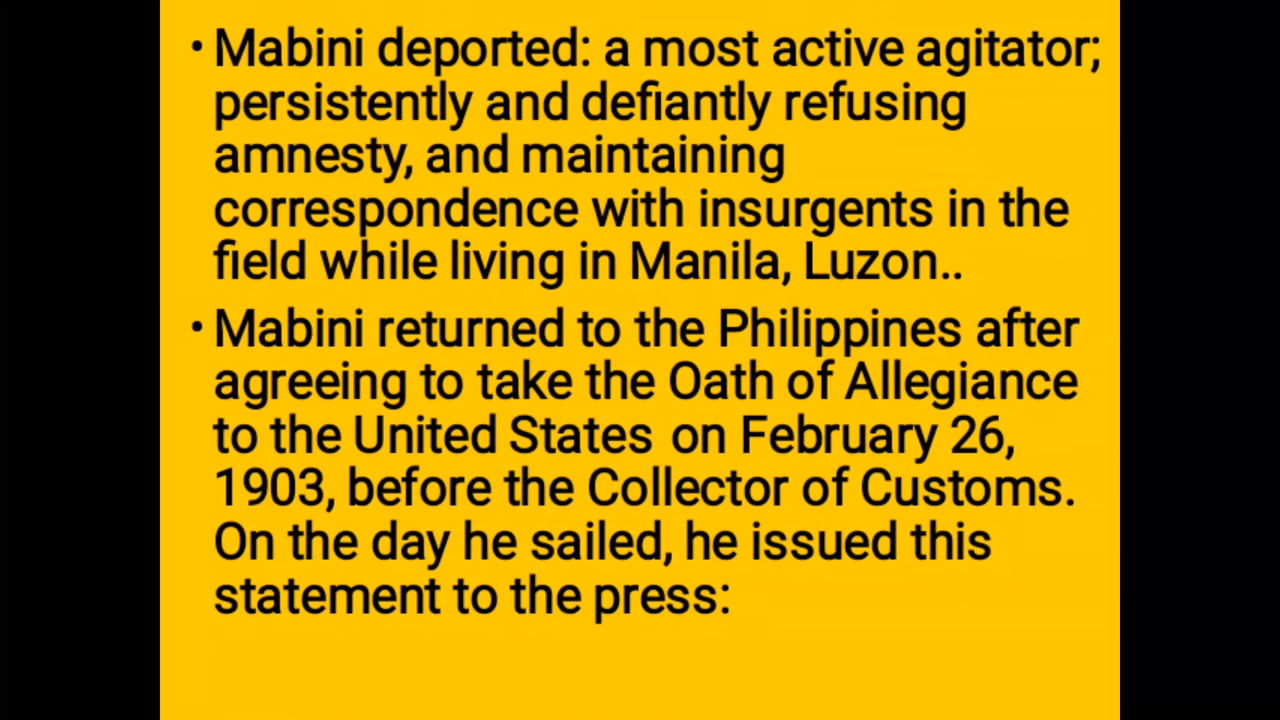 • Mabini deported: a most active agitator;
persistently and defiantly refusing
amnesty, and maintaining
correspondence with insurgents in the
field while living in Manila, Luzon..
• Mabini returned to the Philippines after
agreeing to take the Oath of Allegiance
to the United States on February 26,
1903, before the Collector of Customs.
On the day he sailed, he issued this
statement to the press: